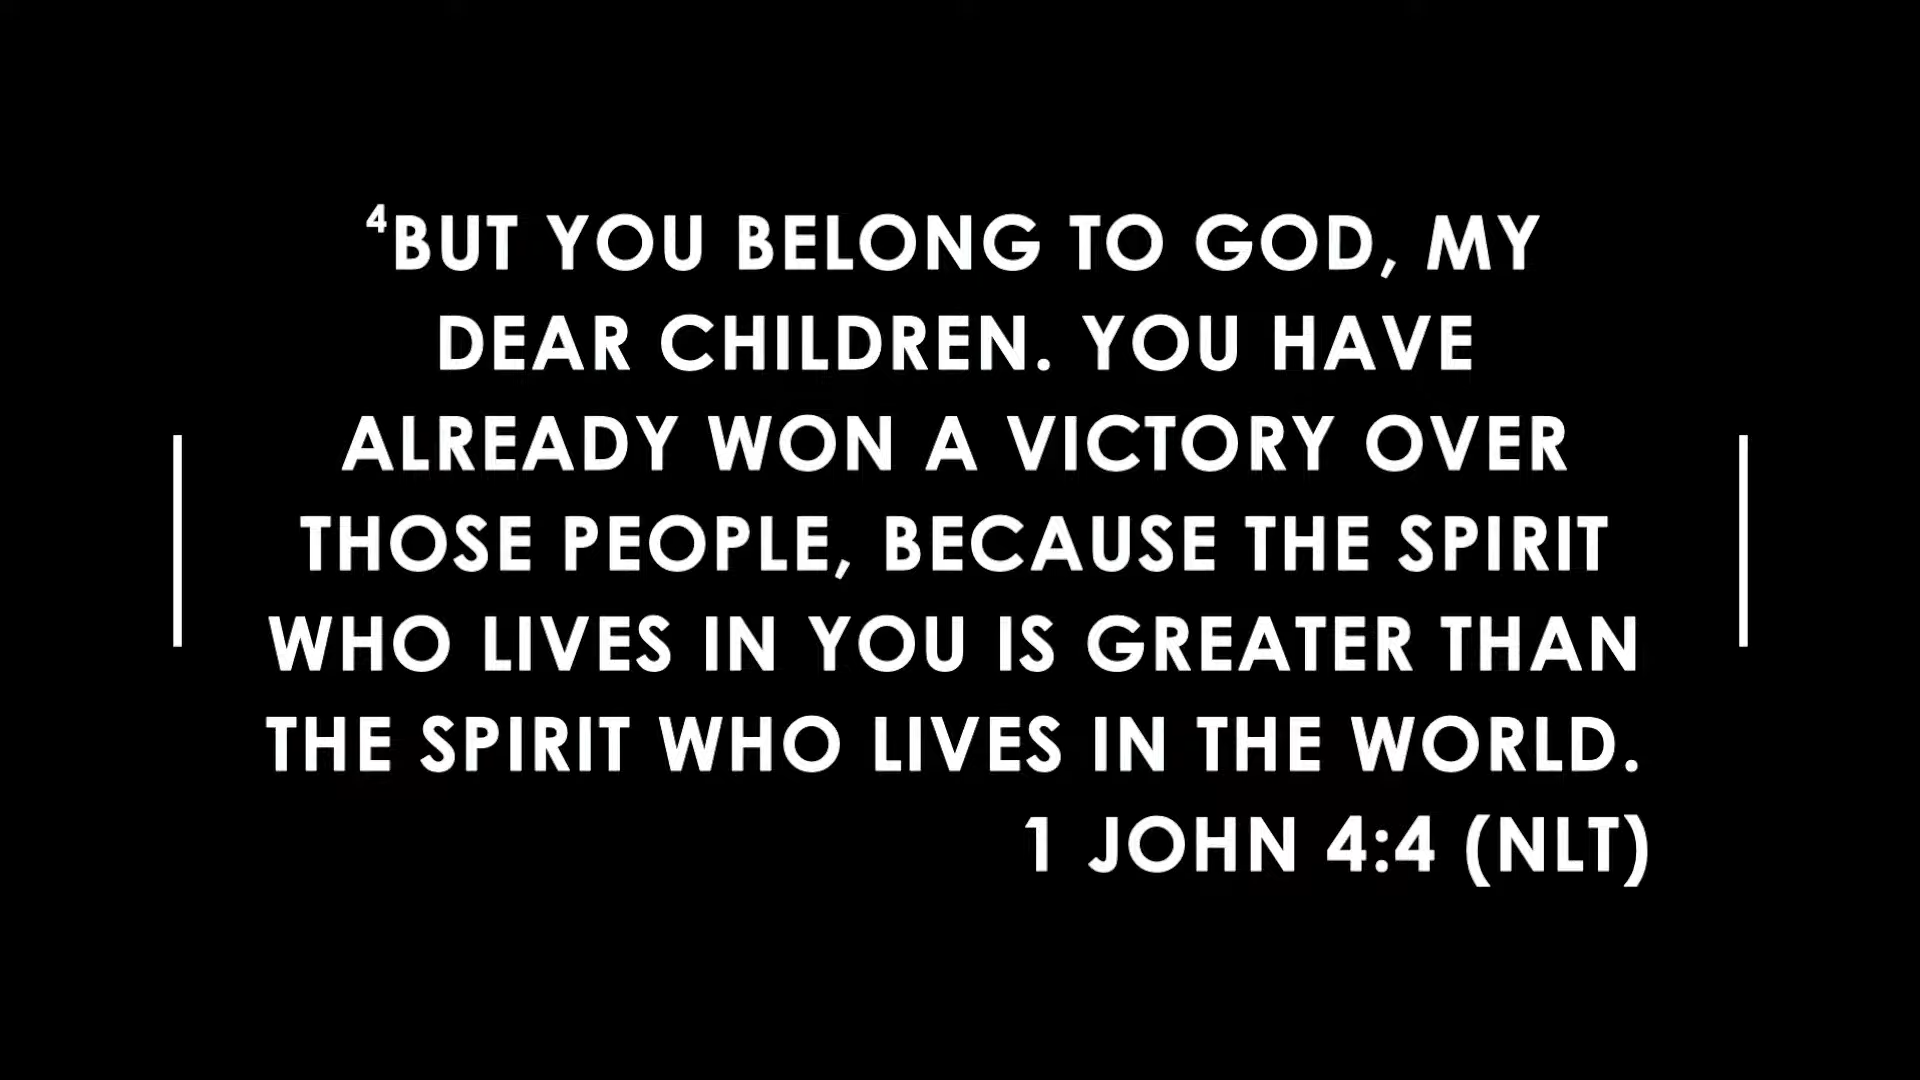 ⁴BUT YOU BELONG TO GOD, MY
DEAR CHILDREN. YOU HAVE
ALREADY WON A VICTORY OVER
THOSE PEOPLE, BECAUSE THE SPIRIT
WHO LIVES IN YOU IS GREATER THAN
THE SPIRIT WHO LIVES IN THE WORLD.
1 JOHN 4:4 (NLT)